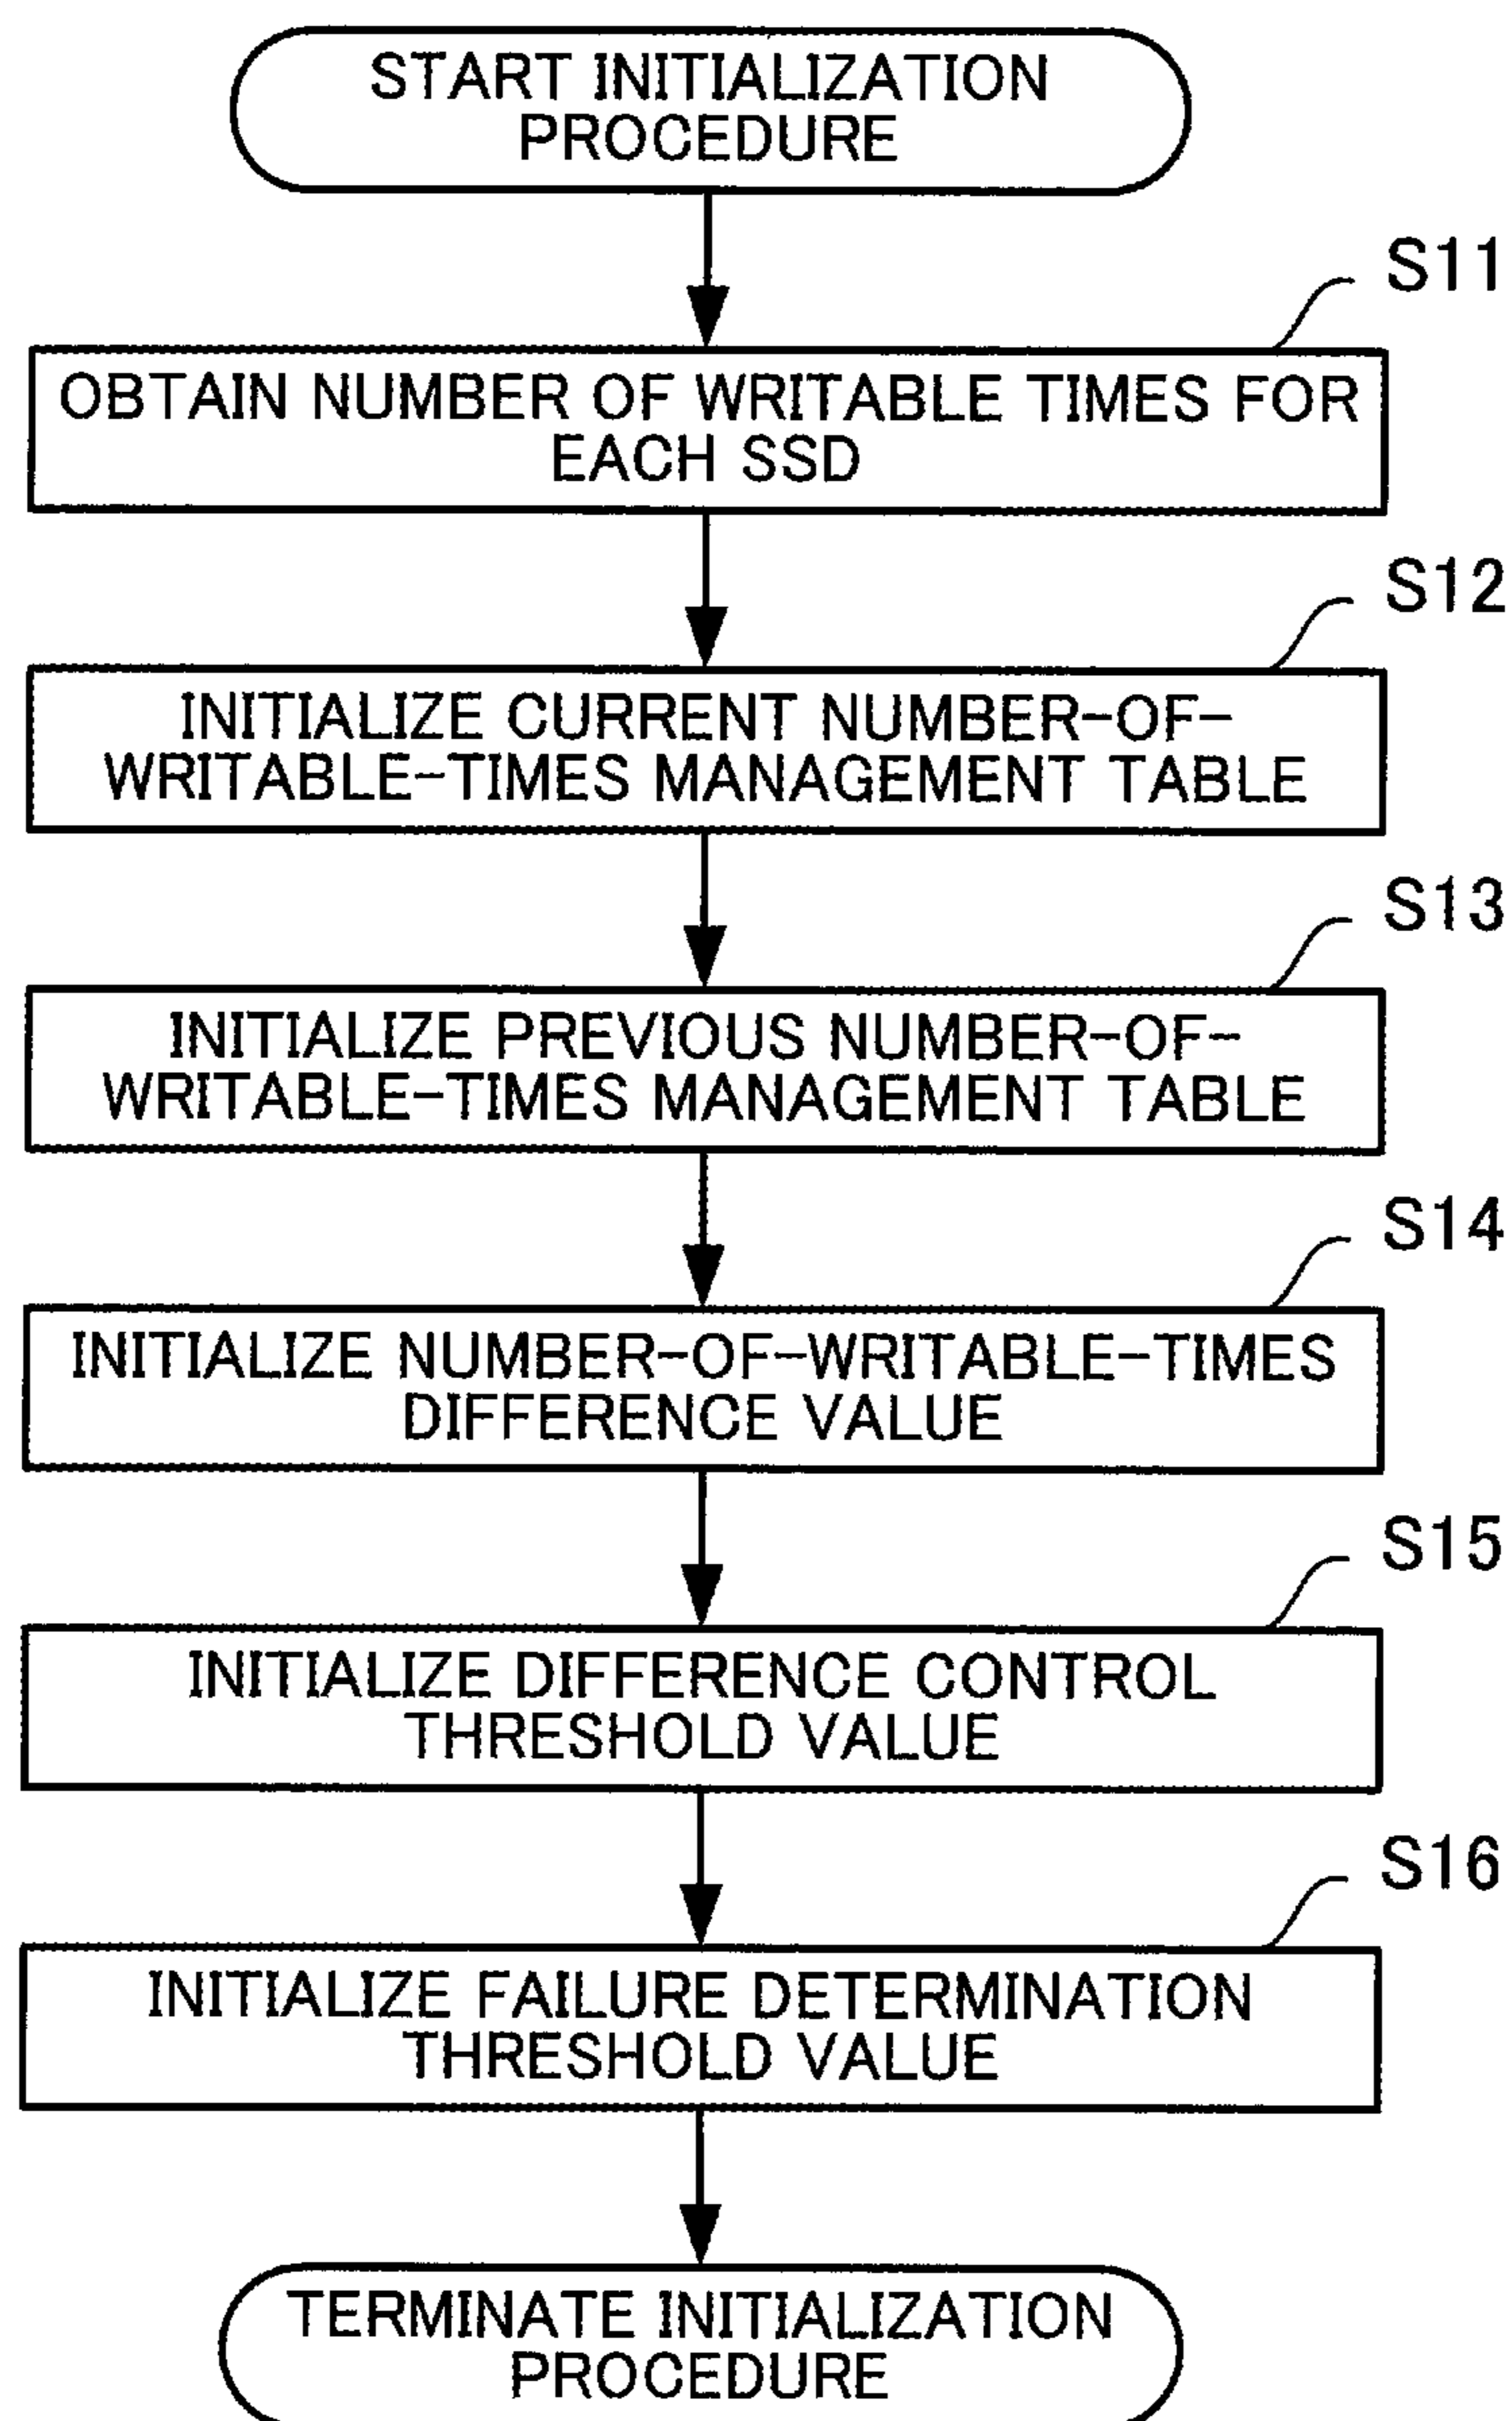 START INITIALIZATION
PROCEDURE
S11
OBTAIN NUMBER OF WRITABLE TIMES FOR
EACH SSD
S12
INITIALIZE CURRENT NUMBER-OF-
WRITABLE-TIMES MANAGEMENT TABLE
S13
INITIALIZE PREVIOUS NUMBER-OF-
WRITABLE-TIMES MANAGEMENT TABLE
S14
INITIALIZE NUMBER-OF-WRITABLE-TIMES
DIFFERENCE VALUE
S15
INITIALIZE DIFFERENCE CONTROL
THRESHOLD VALUE
S16
INITIALIZE FAILURE DETERMINATION
THRESHOLD VALUE
TERMINATE INITIALIZATION
PROCEDURE